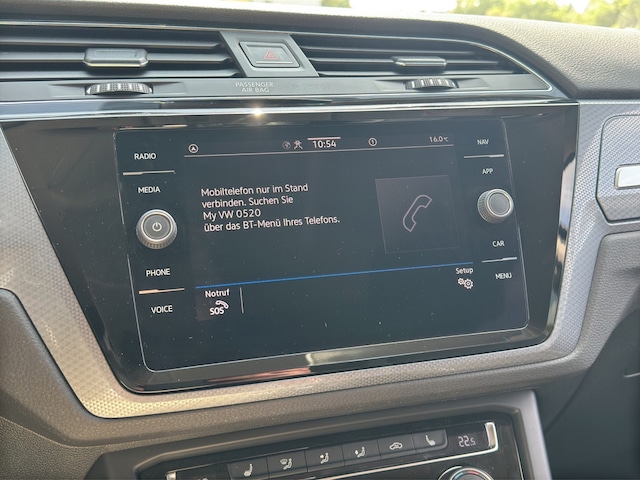 PASSENGER
AIR BAG
RADIO
MEDIA
PHONE
VOICE
10:54
16.0°C
Mobiltelefon nur im Stand
verbinden. Suchen Sie
My VW 0520
über das BT-Menü Ihres Telefons.
Notruf
SOS
Setup
NAV
APP
CAR
MENU
22.5